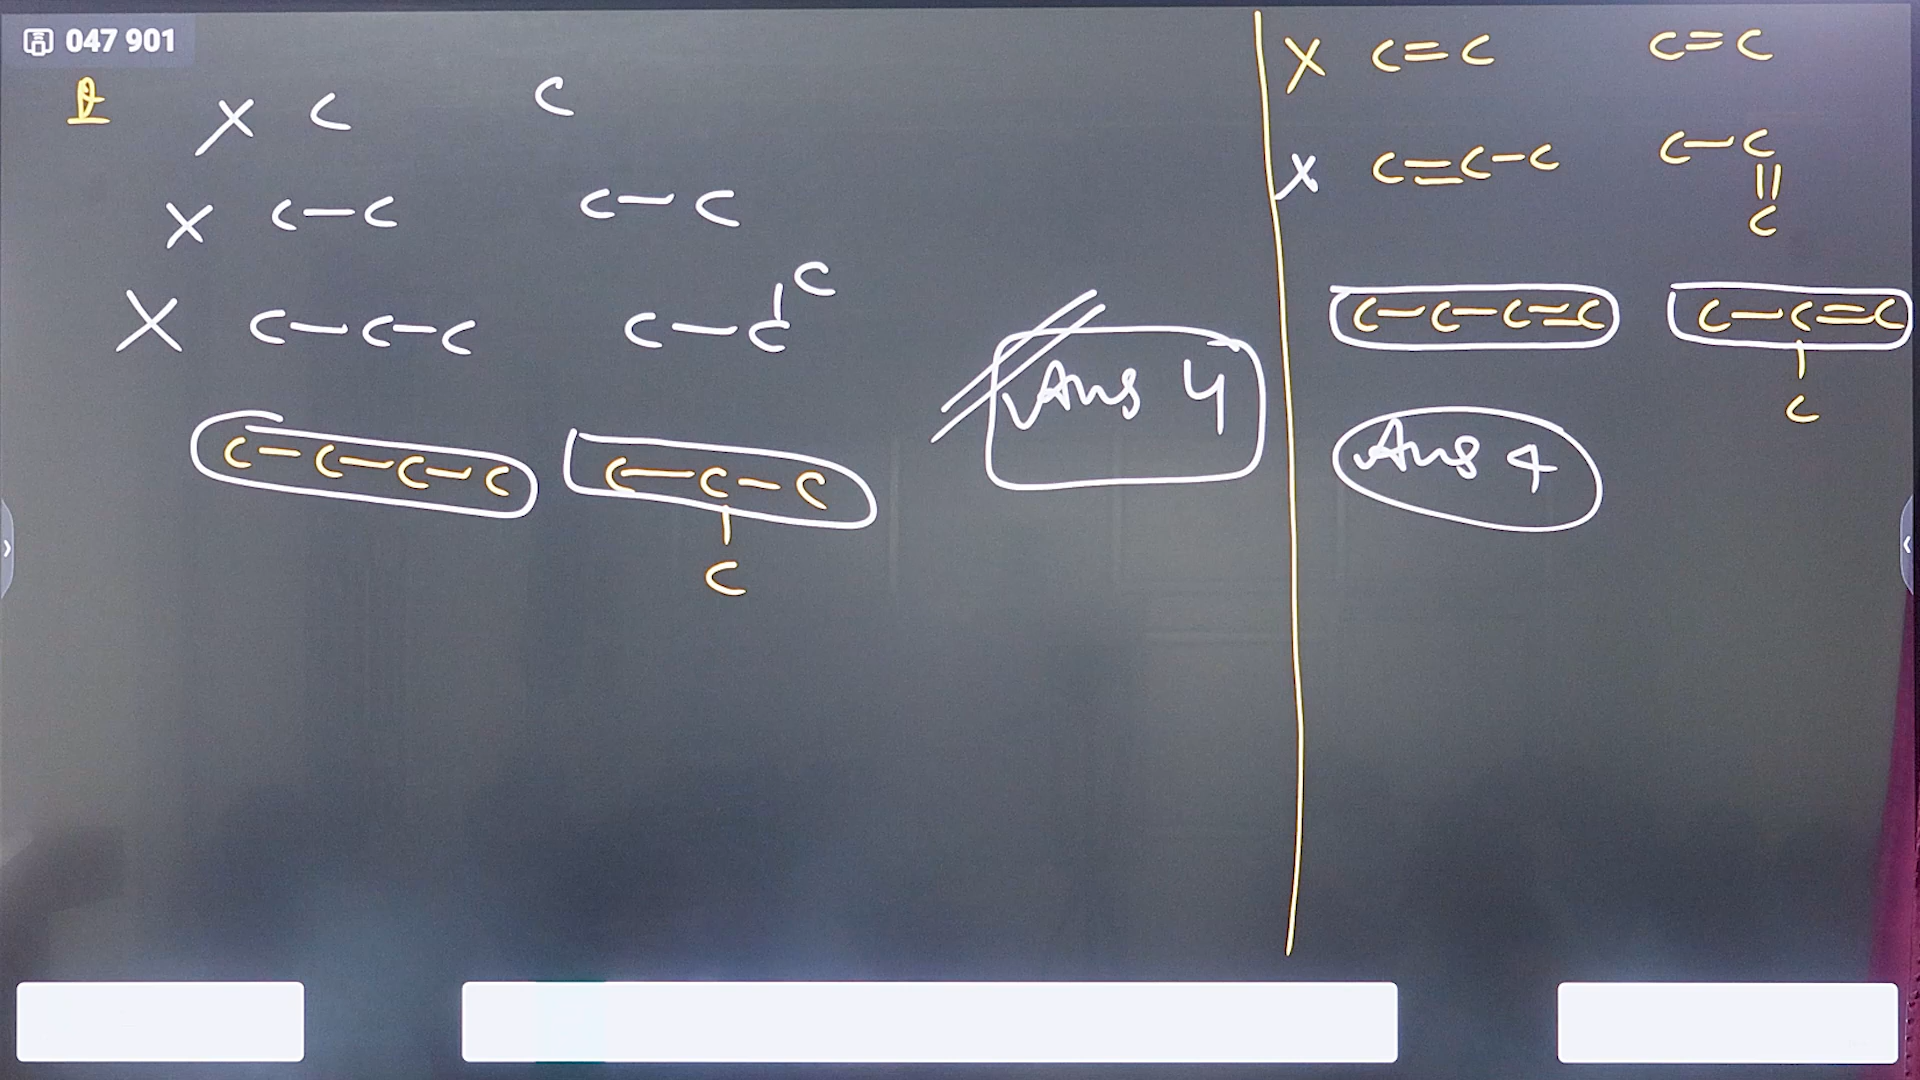 047 901
Q
X C C
X C-C C-C
X C-C-C C-C
C
C-C-C-C C-C-C
C
Ans 4
X C=C C=C
X C=C-C C-C
||
C
C-C-C=C C-C=C
|
C
Ans 4